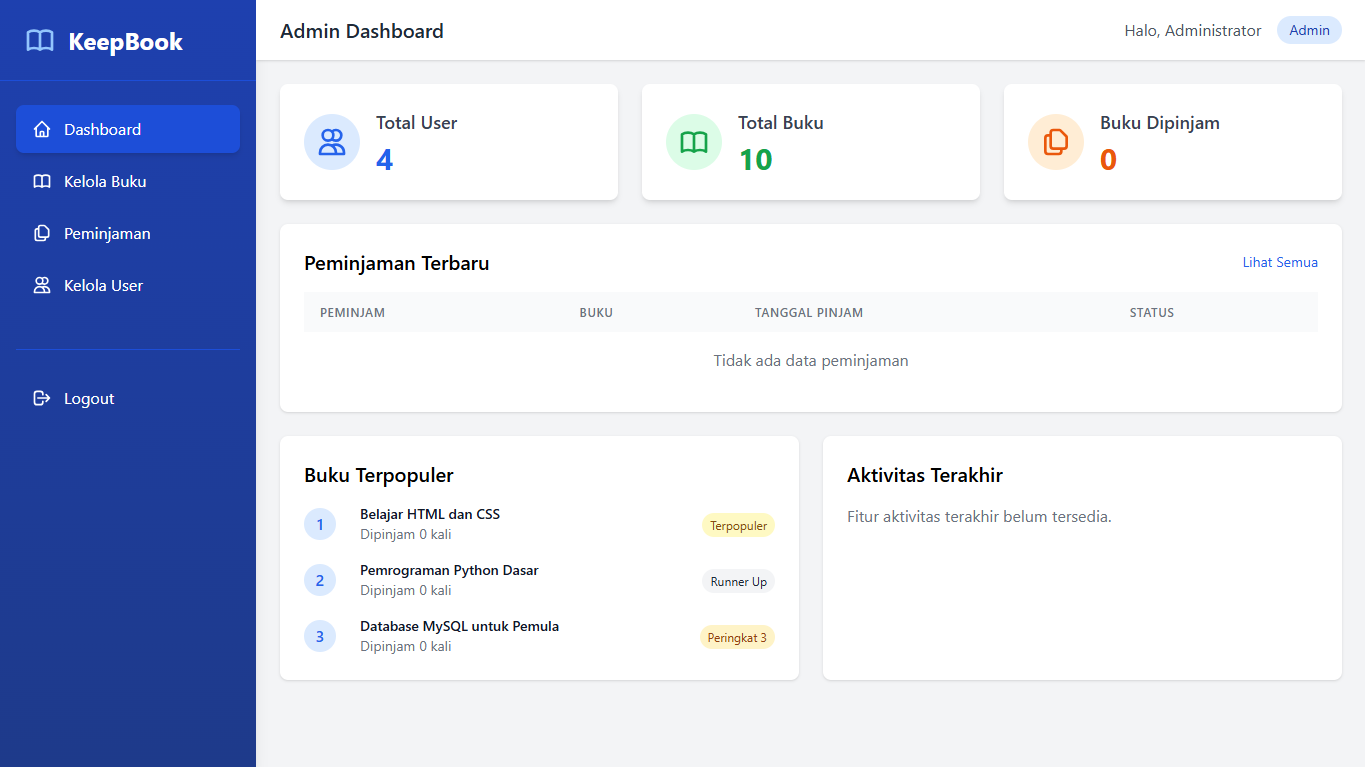 KeepBook
Admin Dashboard
Halo, Administrator
Admin
Dashboard
Kelola Buku
Peminjaman
Kelola User
Logout
Total User
4
Total Buku
10
Buku Dipinjam
0
Peminjaman Terbaru
Lihat Semua
PEMINJAM BUKU TANGGAL PINJAM STATUS
Tidak ada data peminjaman
Buku Terpopuler
1
Belajar HTML dan CSS
Dipinjam 0 kali
Terpopuler
2
Pemrograman Python Dasar
Dipinjam 0 kali
Runner Up
3
Database MySQL untuk Pemula
Dipinjam 0 kali
Peringkat 3
Aktivitas Terakhir
Fitur aktivitas terakhir belum tersedia.